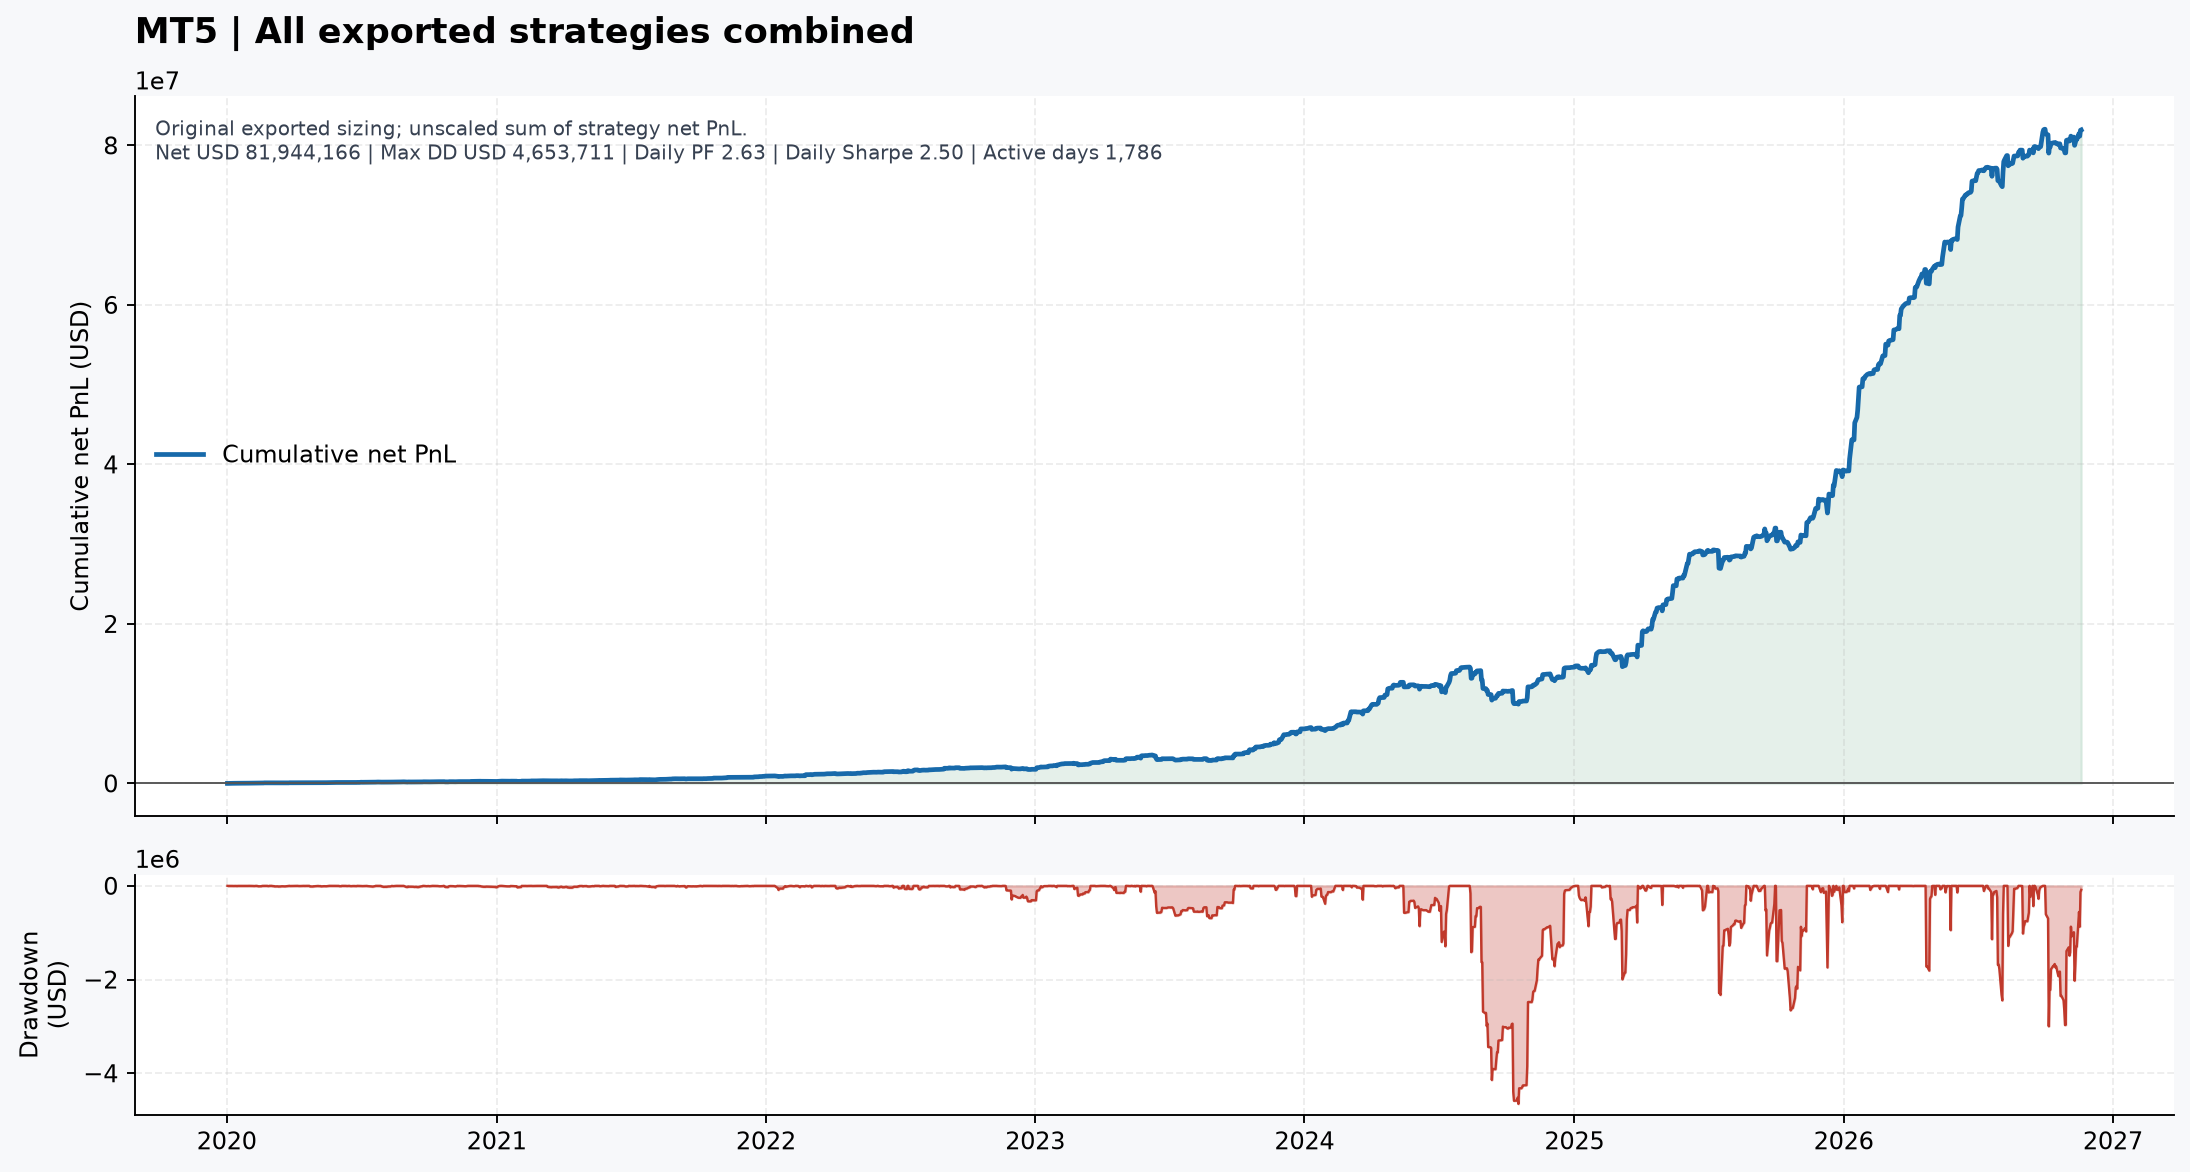 MT5 | All exported strategies combined
1e7
Original exported sizing; unscaled sum of strategy net PnL.
Net USD 81,944,166 | Max DD USD 4,653,711 | Daily PF 2.63 | Daily Sharpe 2.50 | Active days 1,786
8
6
4
2
0
Cumulative net PnL (USD)
Cumulative net PnL
1e6
0
−2
−4
Drawdown
(USD)
2020 2021 2022 2023 2024 2025 2026 2027